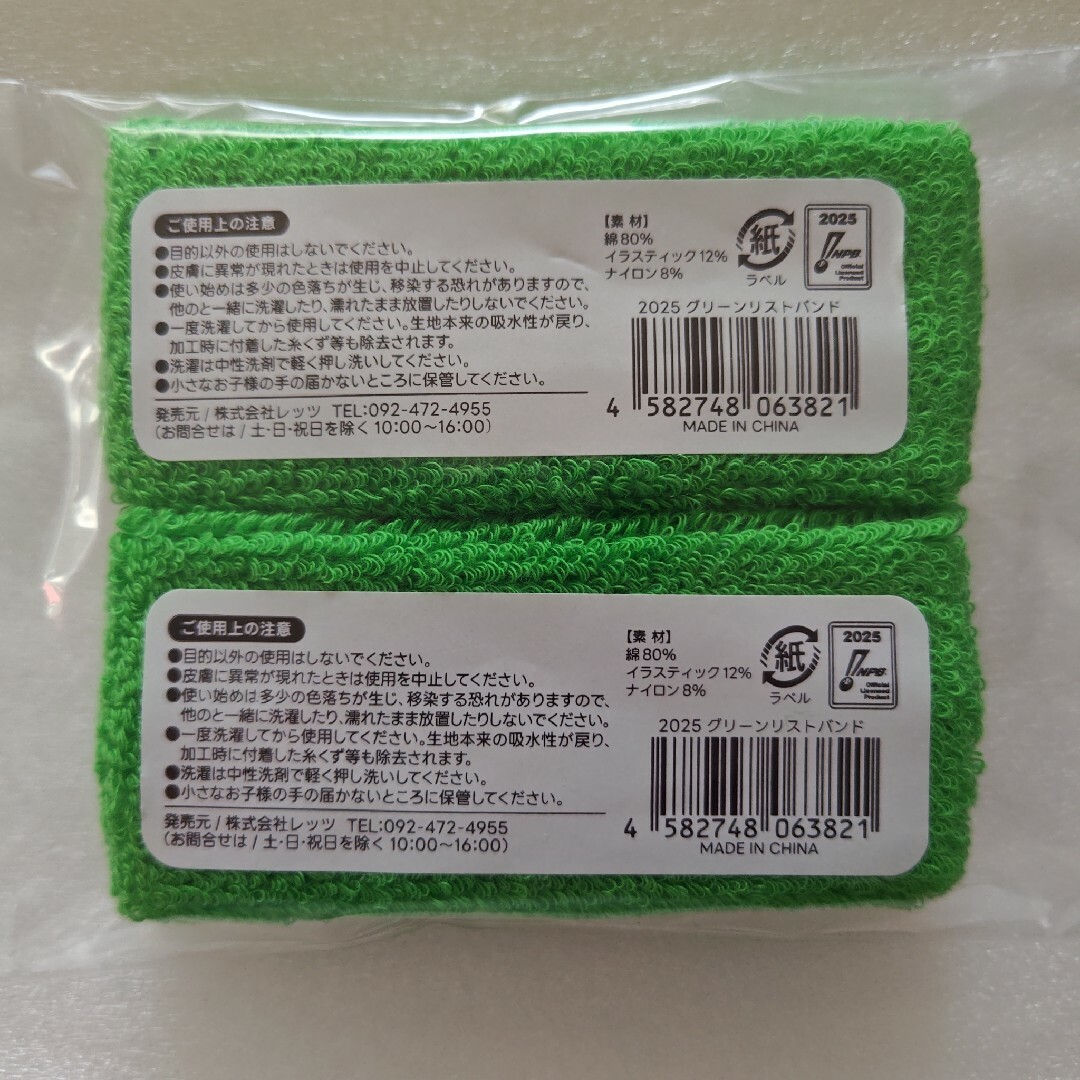 ご使用上の注意
●目的以外の使用はしないでください。
●皮膚に異常が現れたときは使用を中止してください。
●使い始めは多少の色落ちが生じ、移染する恐れがありますので、
他のと一緒に洗濯したり、濡れたまま放置したりしないでください。
●一度洗濯してから使用してください。生地本来の吸水性が戻り、
加工時に付着した糸くず等も除去されます。
●洗濯は中性洗剤で軽く押し洗いしてください。
●小さなお子様の手の届かないところに保管してください。
発売元/株式会社レッツ TEL:092-472-4955
(お問合せは/土・日・祝日を除く10:00～16:00)
【素 材】
綿80%
イラスティック12%
ナイロン8%
紙
ラベル
2025
NPB
Official
Licensed
Product
2025 グリーンリストバンド
4 582748 063821
MADE IN CHINA
ご使用上の注意
●目的以外の使用はしないでください。
●皮膚に異常が現れたときは使用を中止してください。
●使い始めは多少の色落ちが生じ、移染する恐れがありますので、
他のと一緒に洗濯したり、濡れたまま放置したりしないでください。
●一度洗濯してから使用してください。生地本来の吸水性が戻り、
加工時に付着した糸くず等も除去されます。
●洗濯は中性洗剤で軽く押し洗いしてください。
●小さなお子様の手の届かないところに保管してください。
発売元/株式会社レッツ TEL:092-472-4955
(お問合せは/土・日・祝日を除く10:00～16:00)
【素 材】
綿80%
イラスティック12%
ナイロン8%
紙
ラベル
2025
NPB
Official
Licensed
Product
2025 グリーンリストバンド
4 582748 063821
MADE IN CHINA